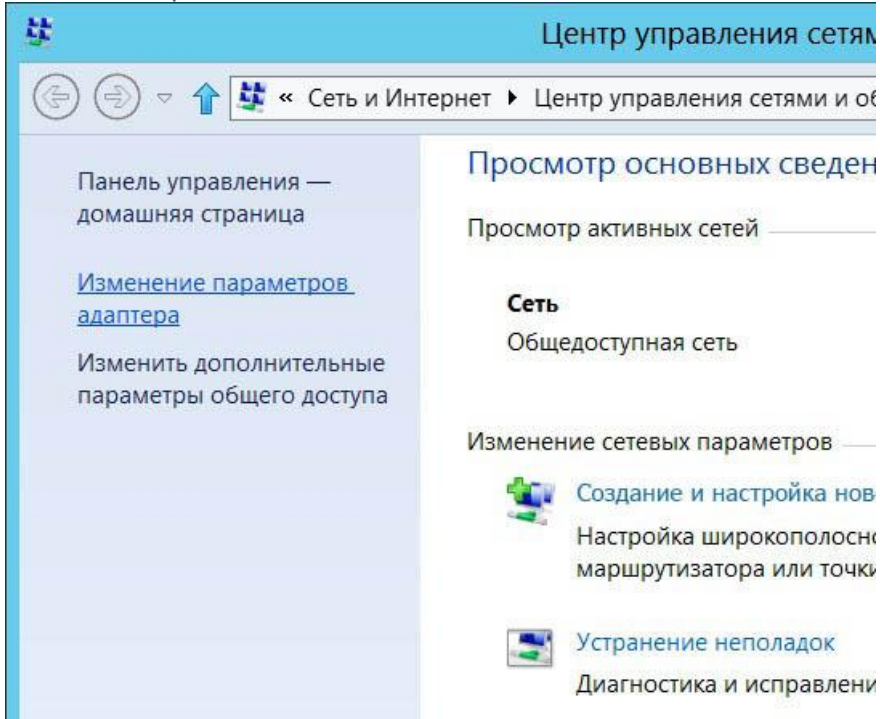 Центр управления сетям
« Сеть и Интернет ▸ Центр управления сетями и об
Панель управления —
домашняя страница
Изменение параметров
адаптера
Изменить дополнительные
параметры общего доступа
Просмотр основных сведен
Просмотр активных сетей
Сеть
Общедоступная сеть
Изменение сетевых параметров
Создание и настройка нов
Настройка широкополосно
маршрутизатора или точки
Устранение неполадок
Диагностика и исправлени